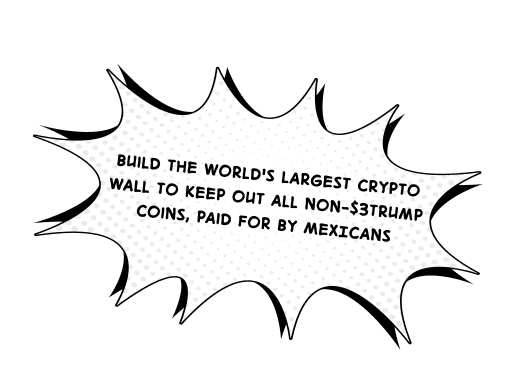 BUILD THE WORLD'S LARGEST CRYPTO
WALL TO KEEP OUT ALL NON-$3TRUMP
COINS, PAID FOR BY MEXICANS